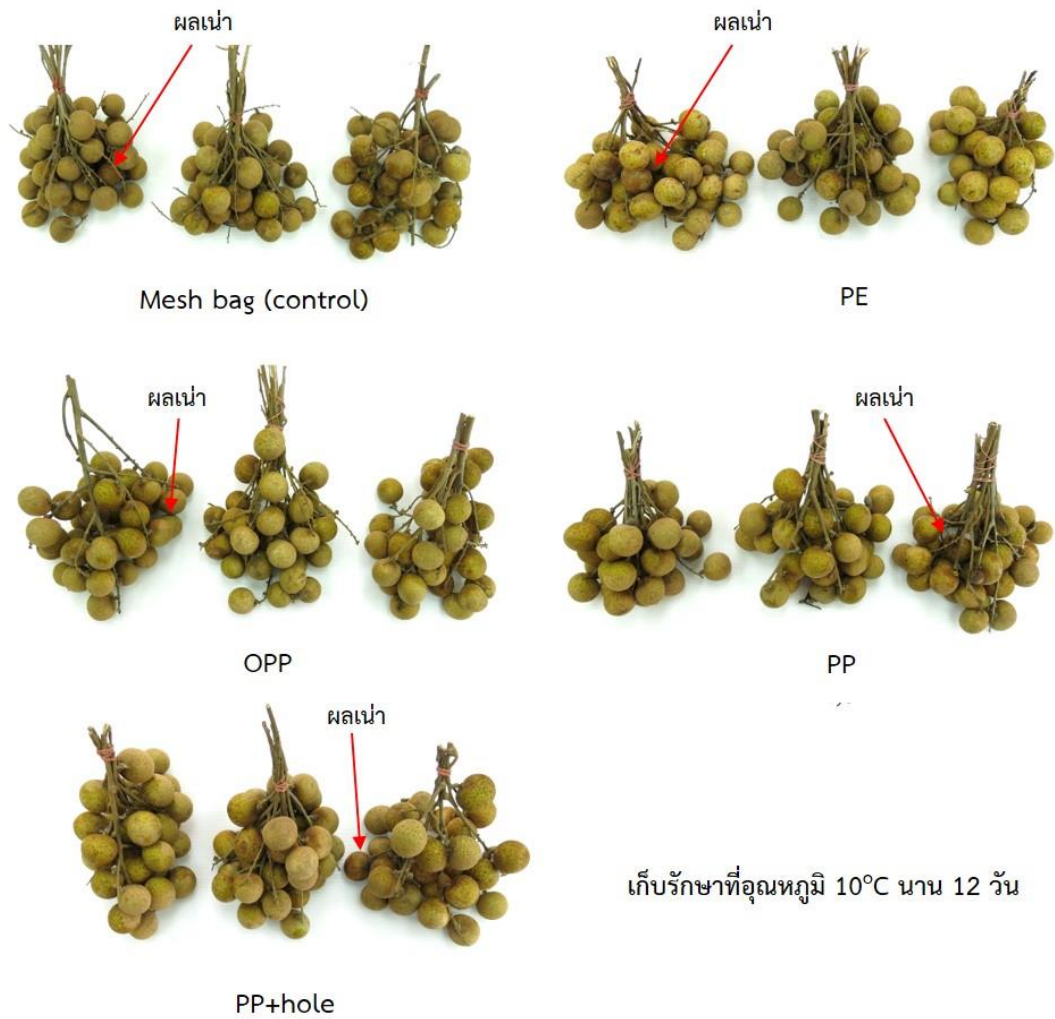 ผลเน่า
ผลเน่า
Mesh bag (control)
PE
ผลเน่า
ผลเน่า
OPP
PP
ผลเน่า
เก็บรักษาที่อุณหภูมิ 10°C นาน 12 วัน
PP+hole